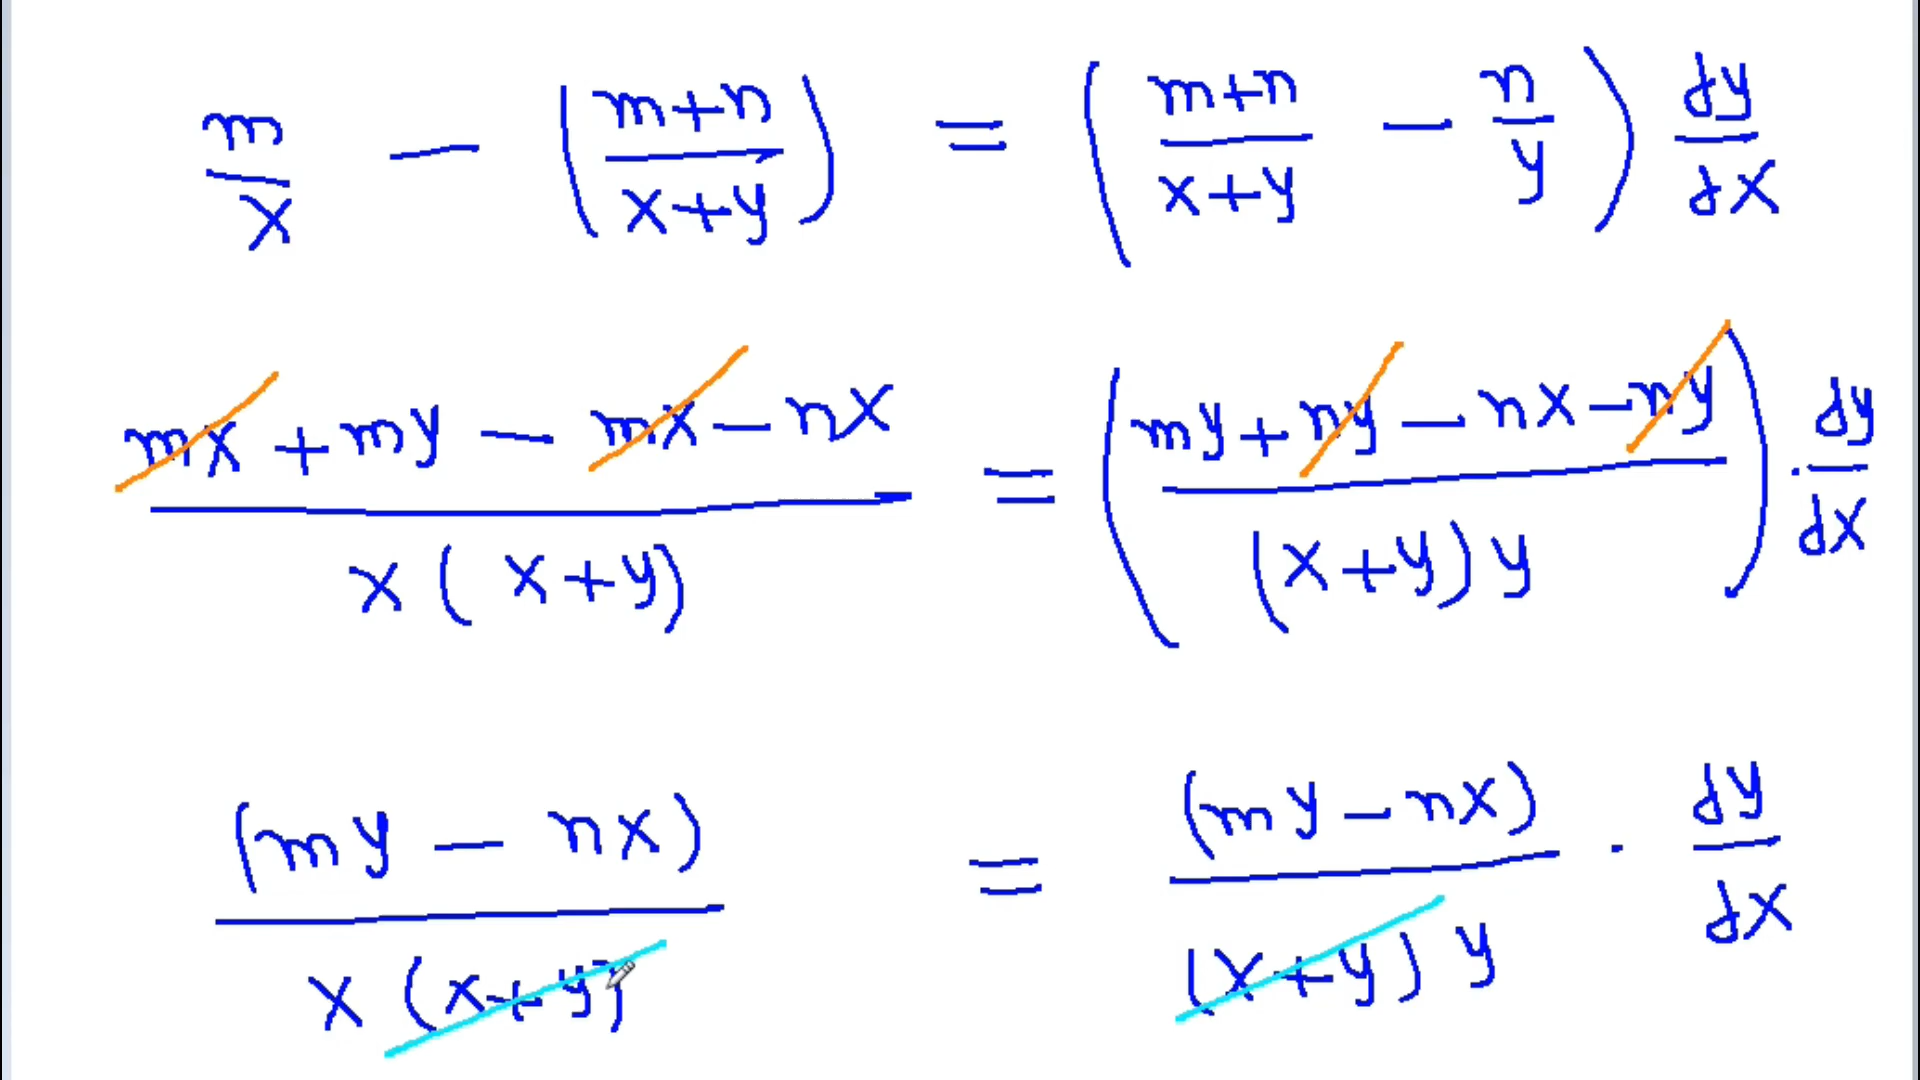 m/x − ((m+n)/(x+y)) = ((m+n)/(x+y) − n/y) dy/dx
(mx + my − mx − nx)/(x(x+y)) = ((my + ny − nx − ny)/((x+y)y)) · dy/dx
(my − nx)/(x(x+y)) = (my − nx)/((x+y)y) · dy/dx